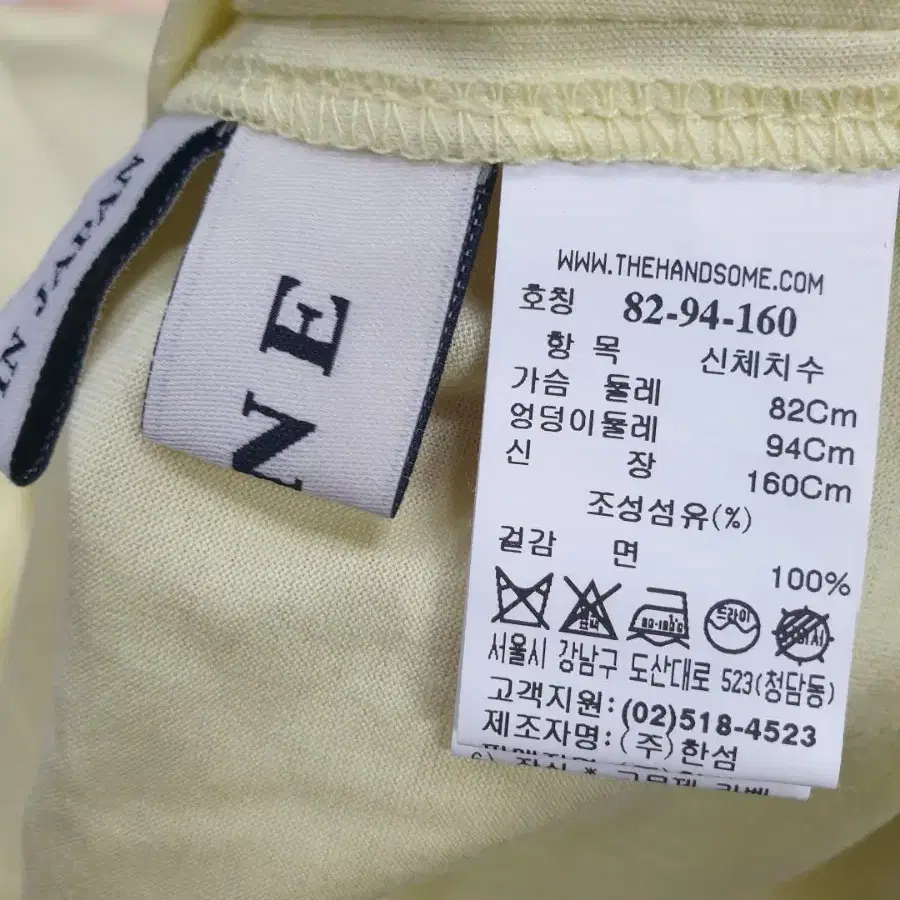 N JAPAN
NE
WWW.THEHANDSOME.COM
호칭 82-94-160
항 목 신체치수
가슴 둘레 82Cm
엉덩이둘레 94Cm
신 장 160Cm
조성섬유(%)
겉감 면 100%
드라이
서울시 강남구 도산대로 523(청담동)
고객지원: (02)518-4523
제조자명: (주)한섬